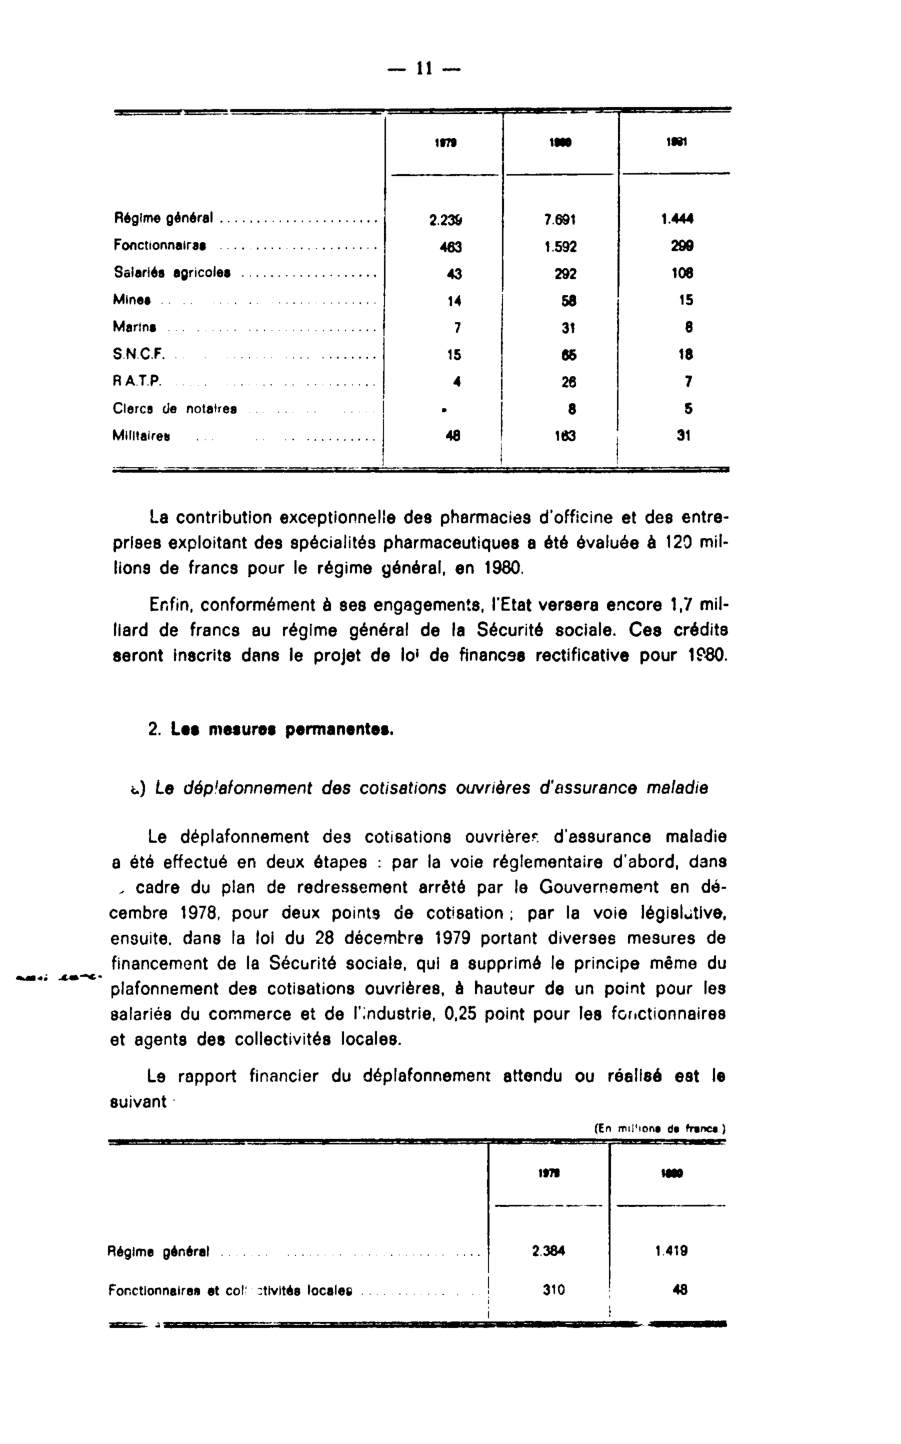 — 11 —
1979 1980 1981
Régime général 2.239 7.691 1.444
Fonctionnaires 463 1.592 299
Salariés agricoles 43 292 108
Mines 14 58 15
Marins 7 31 8
S.N.C.F. 15 65 18
R.A.T.P. 4 26 7
Clercs de notaires 8 5
Militaires 48 163 31
La contribution exceptionnelle des pharmacies d'officine et des entre-
prises exploitant des spécialités pharmaceutiques a été évaluée à 120 mil-
lions de francs pour le régime général, en 1980.
Enfin, conformément à ses engagements, l'Etat versera encore 1,7 mil-
liard de francs au régime général de la Sécurité sociale. Ces crédits
seront inscrits dans le projet de loi de finances rectificative pour 1980.
2. Les mesures permanentes.
a) Le déplafonnement des cotisations ouvrières d'assurance maladie
Le déplafonnement des cotisations ouvrières d'assurance maladie
a été effectué en deux étapes : par la voie réglementaire d'abord, dans
cadre du plan de redressement arrêté par le Gouvernement en dé-
cembre 1978, pour deux points de cotisation ; par la voie législative,
ensuite, dans la loi du 28 décembre 1979 portant diverses mesures de
financement de la Sécurité sociale, qui a supprimé le principe même du
plafonnement des cotisations ouvrières, à hauteur de un point pour les
salariés du commerce et de l'industrie, 0,25 point pour les fonctionnaires
et agents des collectivités locales.
Le rapport financier du déplafonnement attendu ou réalisé est le
suivant
(En millions de francs.)
1979 1980
Régime général 2.384 1.419
Fonctionnaires et collectivités locales 310 48